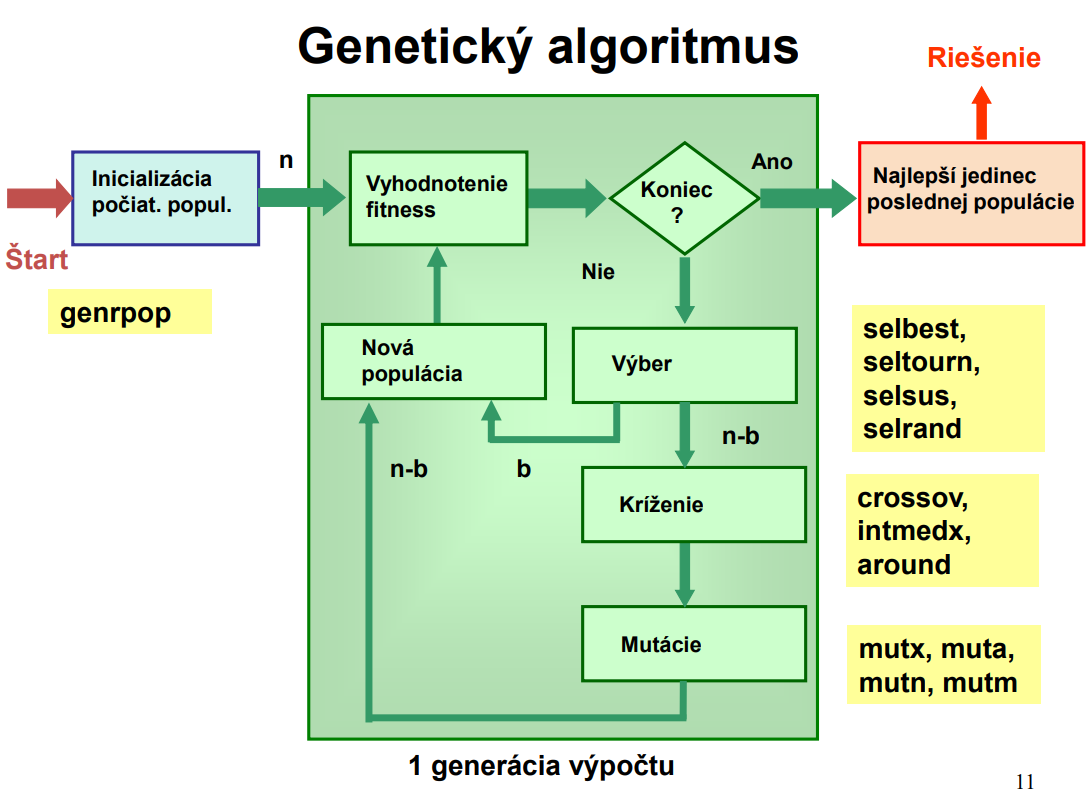 Genetický algoritmus
Riešenie
Štart
Inicializácia
počiat. popul.
n
Vyhodnotenie
fitness
Koniec
?
Ano
Najlepší jedinec
poslednej populácie
Nie
genrpop
Nová
populácia
Výber
selbest,
seltourn,
selsus,
selrand
n-b
b
n-b
Kríženie
crossov,
intmedx,
around
Mutácie
mutx, muta,
mutn, mutm
1 generácia výpočtu
11